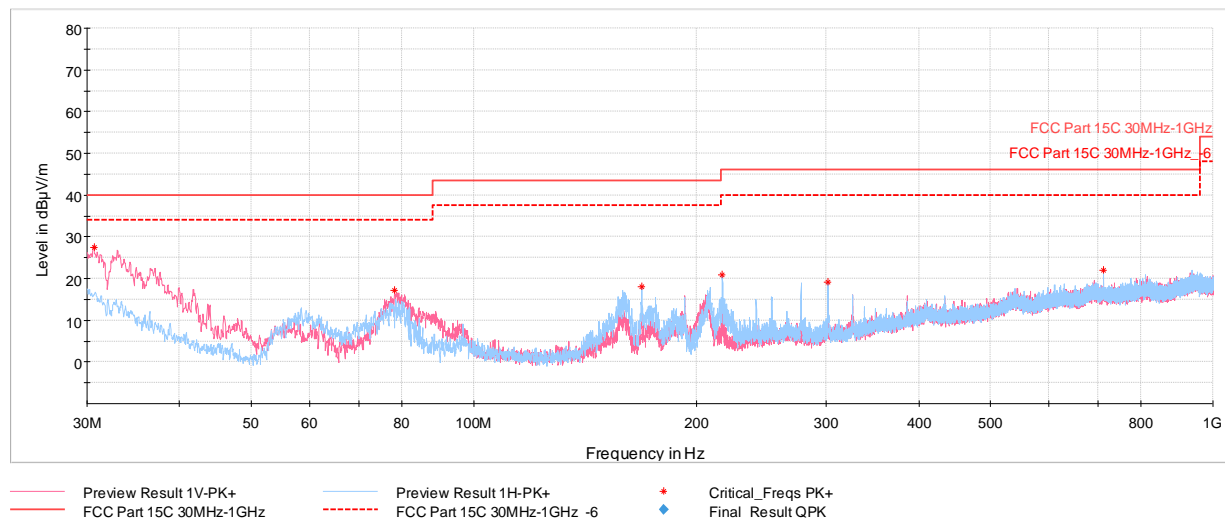 80
70
60
50
40
30
20
10
0
Level in dBµV/m
FCC Part 15C 30MHz-1GHz
FCC Part 15C 30MHz-1GHz_-6
30M 50 60 80 100M 200 300 400 500 800 1G
Frequency in Hz
Preview Result 1V-PK+ Preview Result 1H-PK+ Critical_Freqs PK+
FCC Part 15C 30MHz-1GHz FCC Part 15C 30MHz-1GHz_-6 Final_Result QPK